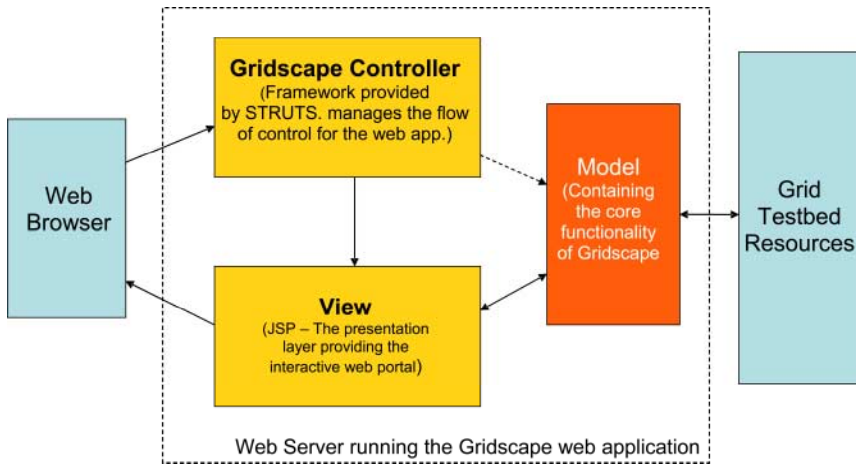 Web
Browser
Gridscape Controller
(Framework provided
by STRUTS. manages the flow
of control for the web app.)
View
(JSP – The presentation
layer providing the
interactive web portal)
Model
(Containing
the core
functionality
of Gridscape
Grid
Testbed
Resources
Web Server running the Gridscape web application